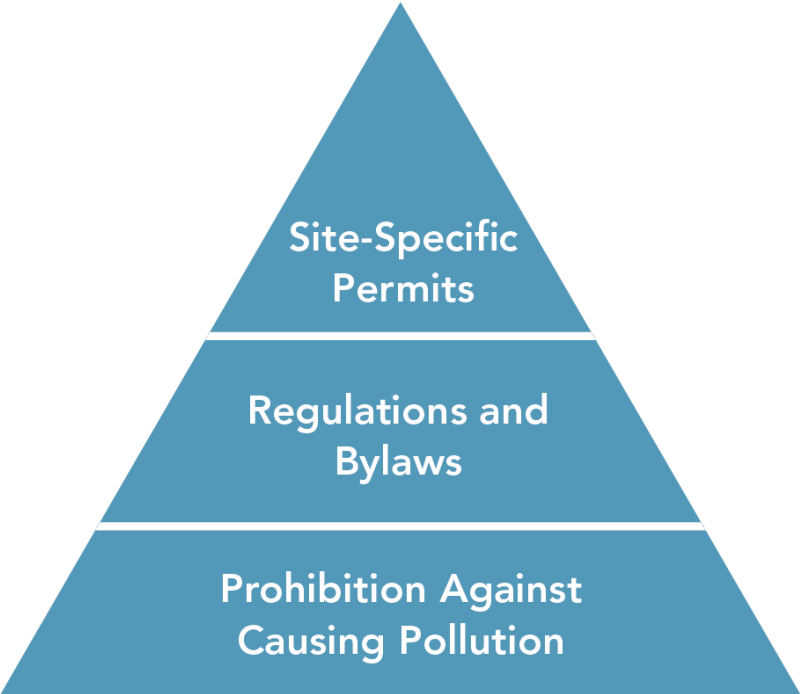 Site-Specific
Permits
Regulations and
Bylaws
Prohibition Against
Causing Pollution